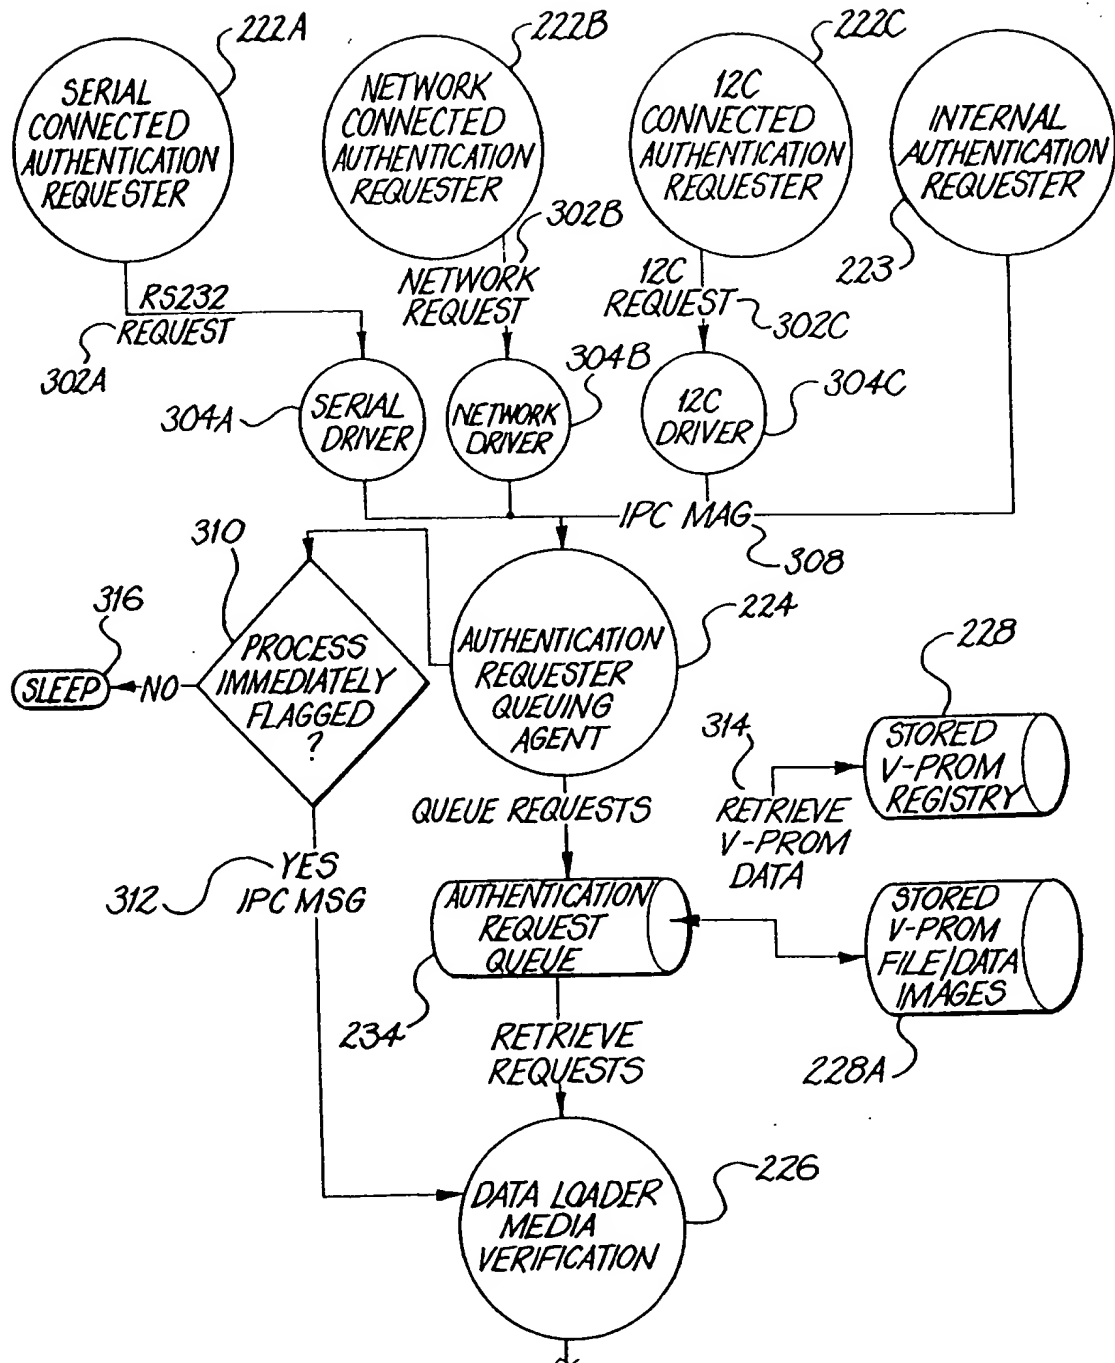 222A
222B
222C
SERIAL
CONNECTED
AUTHENTICATION
REQUESTER
NETWORK
CONNECTED
AUTHENTICATION
REQUESTER
12C
CONNECTED
AUTHENTICATION
REQUESTER
INTERNAL
AUTHENTICATION
REQUESTER
223
RS232
REQUEST
302A
302B
NETWORK
REQUEST
12C
REQUEST
302C
304A
SERIAL
DRIVER
304B
NETWORK
DRIVER
304C
12C
DRIVER
IPC MAG
308
310
316
SLEEP
NO
PROCESS
IMMEDIATELY
FLAGGED
?
AUTHENTICATION
REQUESTER
QUEUING
AGENT
224
228
STORED
V-PROM
REGISTRY
314
RETRIEVE
V-PROM
DATA
QUEUE REQUESTS
312
YES
IPC MSG
AUTHENTICATION
REQUEST
QUEUE
234
STORED
V-PROM
FILE/DATA
IMAGES
228A
RETRIEVE
REQUESTS
DATA LOADER
MEDIA
VERIFICATION
226